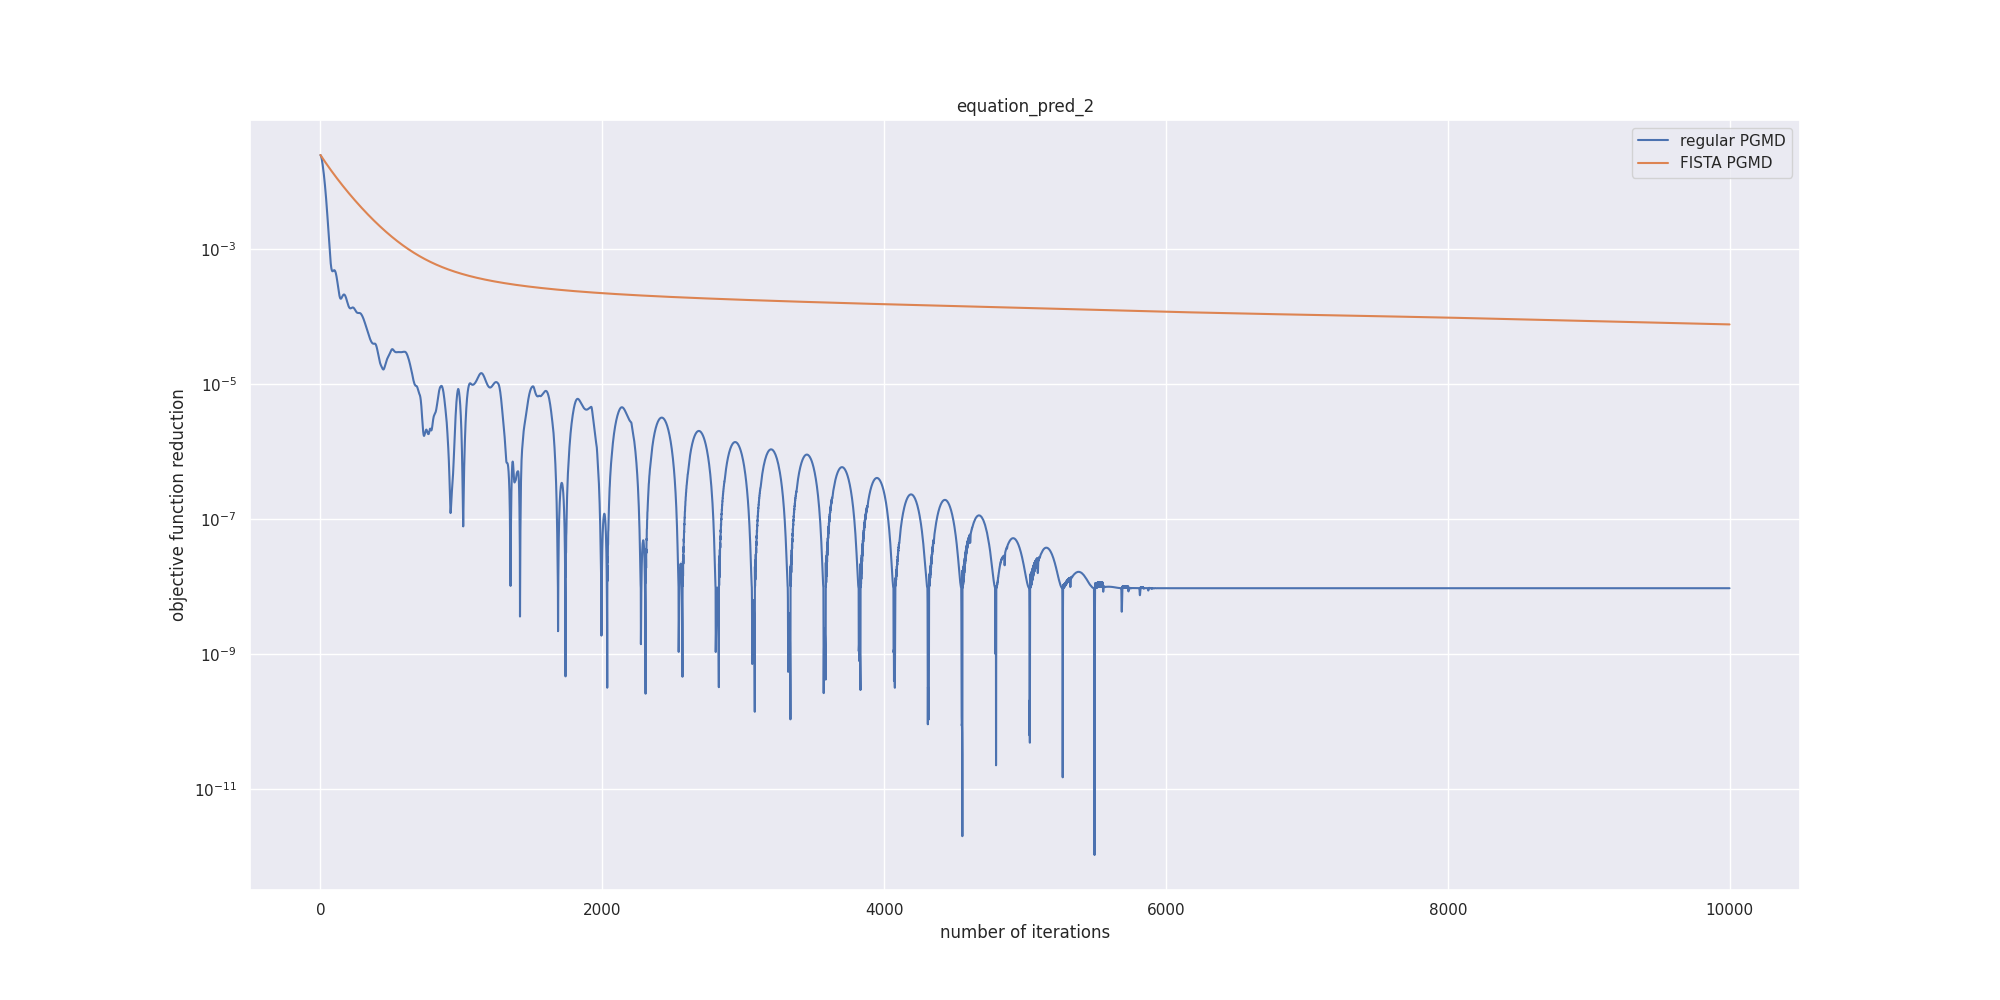 equation_pred_2
regular PGMD
FISTA PGMD
objective function reduction
10⁻³
10⁻⁵
10⁻⁷
10⁻⁹
10⁻¹¹
0 2000 4000 6000 8000 10000
number of iterations